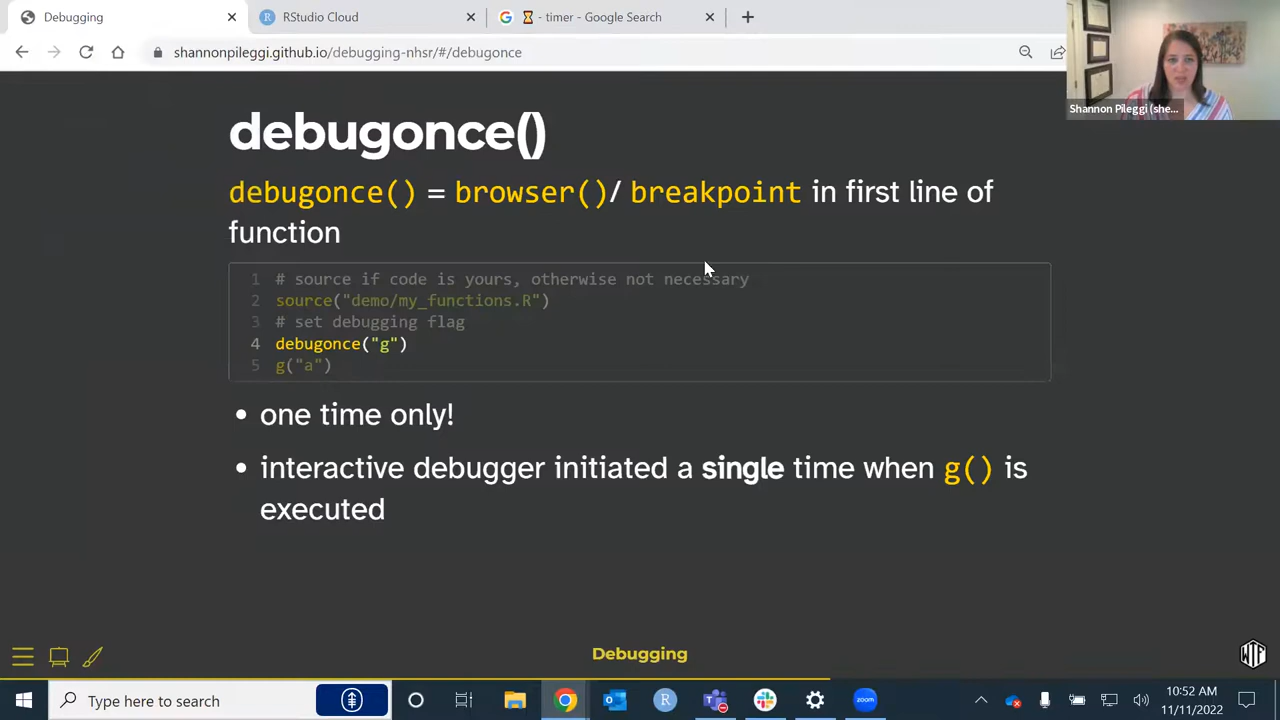 Debugging
RStudio Cloud
- timer - Google Search
shannonpileggi.github.io/debugging-nhsr/#/debugonce
Shannon Pileggi (she...
debugonce()
debugonce() = browser()/ breakpoint in first line of
function
1 # source if code is yours, otherwise not necessary
2 source("demo/my_functions.R")
3 # set debugging flag
4 debugonce("g")
5 g("a")
• one time only!
• interactive debugger initiated a single time when g() is
executed
Debugging
Type here to search
10:52 AM
11/11/2022